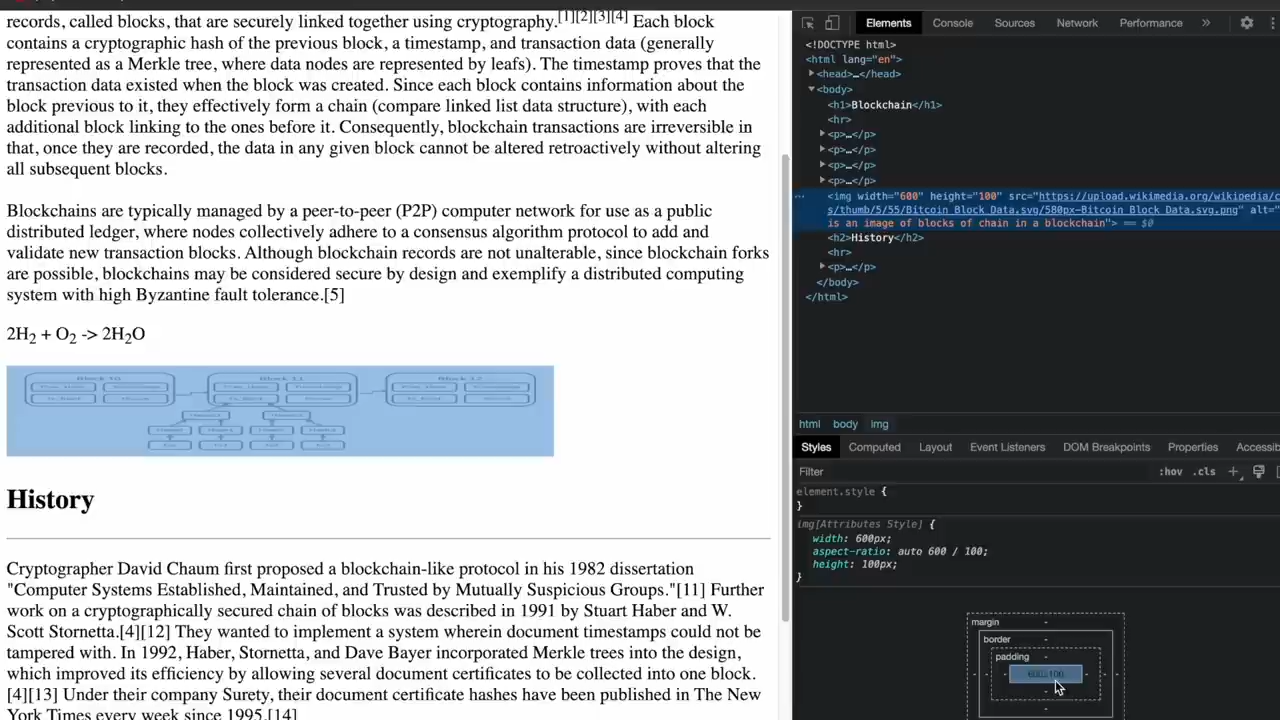 records, called blocks, that are securely linked together using cryptography.[1][2][3][4] Each block
contains a cryptographic hash of the previous block, a timestamp, and transaction data (generally
represented as a Merkle tree, where data nodes are represented by leafs). The timestamp proves that the
transaction data existed when the block was created. Since each block contains information about the
block previous to it, they effectively form a chain (compare linked list data structure), with each
additional block linking to the ones before it. Consequently, blockchain transactions are irreversible in
that, once they are recorded, the data in any given block cannot be altered retroactively without altering
all subsequent blocks.
Blockchains are typically managed by a peer-to-peer (P2P) computer network for use as a public
distributed ledger, where nodes collectively adhere to a consensus algorithm protocol to add and
validate new transaction blocks. Although blockchain records are not unalterable, since blockchain forks
are possible, blockchains may be considered secure by design and exemplify a distributed computing
system with high Byzantine fault tolerance.[5]
2H2 + O2 -> 2H2O
Block 10 Block 11 Block 12
History
Cryptographer David Chaum first proposed a blockchain-like protocol in his 1982 dissertation
"Computer Systems Established, Maintained, and Trusted by Mutually Suspicious Groups."[11] Further
work on a cryptographically secured chain of blocks was described in 1991 by Stuart Haber and W.
Scott Stornetta.[4][12] They wanted to implement a system wherein document timestamps could not be
tampered with. In 1992, Haber, Stornetta, and Dave Bayer incorporated Merkle trees into the design,
which improved its efficiency by allowing several document certificates to be collected into one block.
[4][13] Under their company Surety, their document certificate hashes have been published in The New
York Times every week since 1995.[14]
Elements Console Sources Network Performance »
<!DOCTYPE html>
<html lang="en">
<head>…</head>
<body>
<h1>Blockchain</h1>
<hr>
<p>…</p>
<p>…</p>
<p>…</p>
<p>…</p>
<img width="600" height="100" src="https://upload.wikimedia.org/wikipedia/c
s/thumb/5/55/Bitcoin_Block_Data.svg/580px-Bitcoin_Block_Data.svg.png" alt="
is an image of blocks of chain in a blockchain"> == $0
<h2>History</h2>
<hr>
<p>…</p>
</body>
</html>
html body img
Styles Computed Layout Event Listeners DOM Breakpoints Properties Accessib
Filter :hov .cls +
element.style {
}
img[Attributes Style] {
width: 600px;
aspect-ratio: auto 600 / 100;
height: 100px;
}
margin -
border -
padding -
600×100